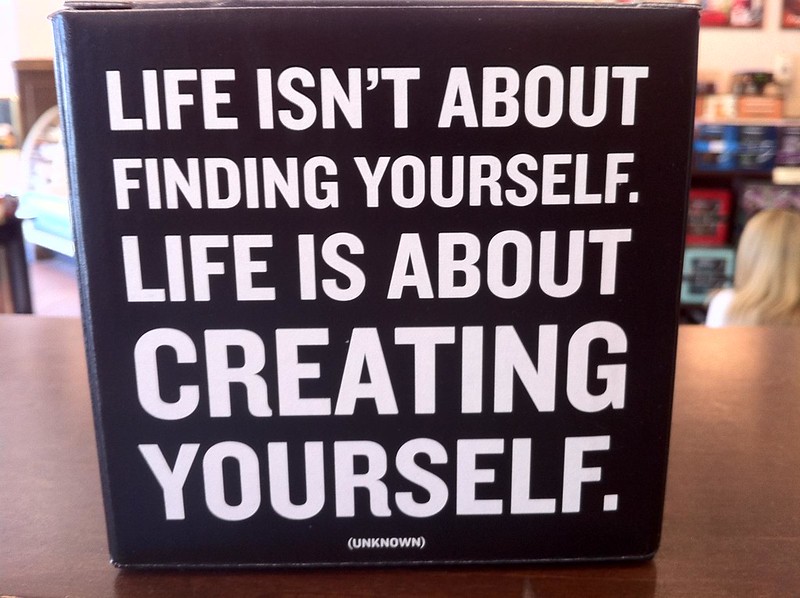 LIFE ISN'T ABOUT
FINDING YOURSELF.
LIFE IS ABOUT
CREATING
YOURSELF.
(UNKNOWN)